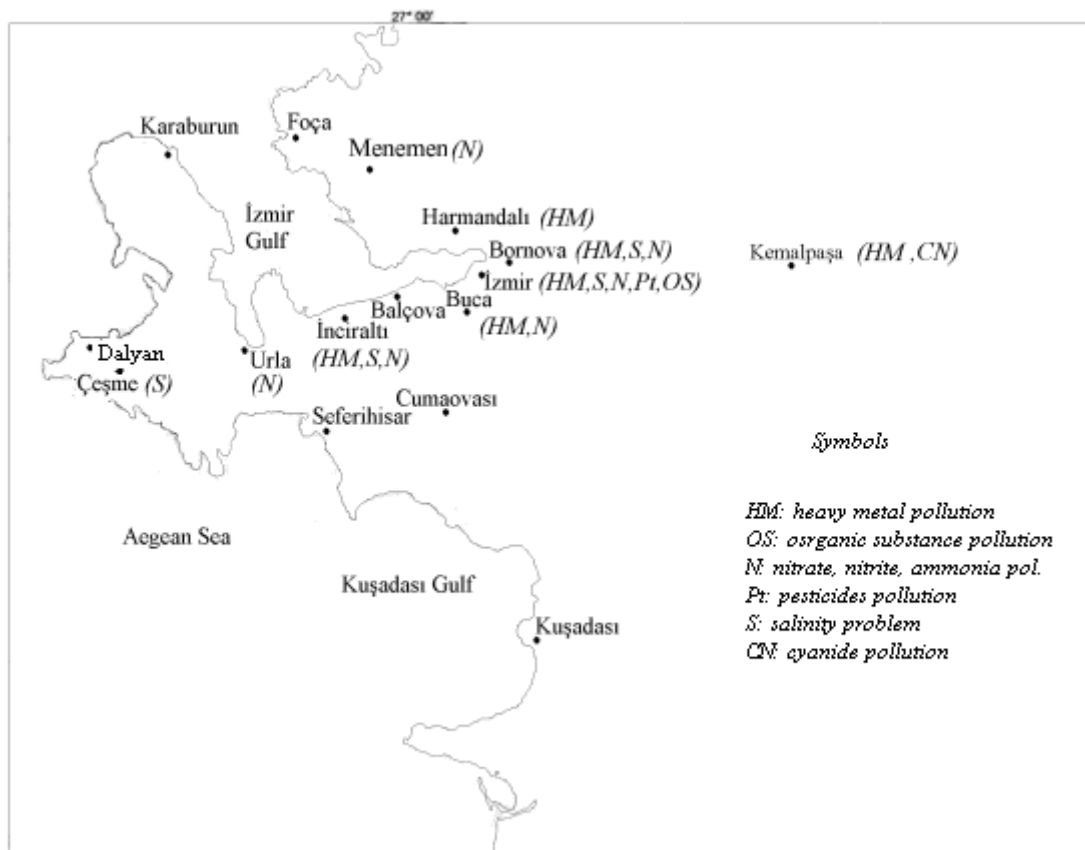 27° 00'
Karaburun
Foça
Menemen (N)
İzmir
Gulf
Harmandalı (HM)
Bornova (HM,S,N)
Kemalpaşa (HM ,CN)
İzmir (HM,S,N,Pt,OS)
Balçova
Buca
(HM,N)
İnciraltı
(HM,S,N)
Dalyan
Çeşme (S)
Urla
(N)
Cumaovası
Seferihisar
Symbols
HM: heavy metal pollution
OS: osrganic substance pollution
N: nitrate, nitrite, ammonia pol.
Pt: pesticides pollution
S: salinity problem
CN: cyanide pollution
Aegean Sea
Kuşadası Gulf
Kuşadası